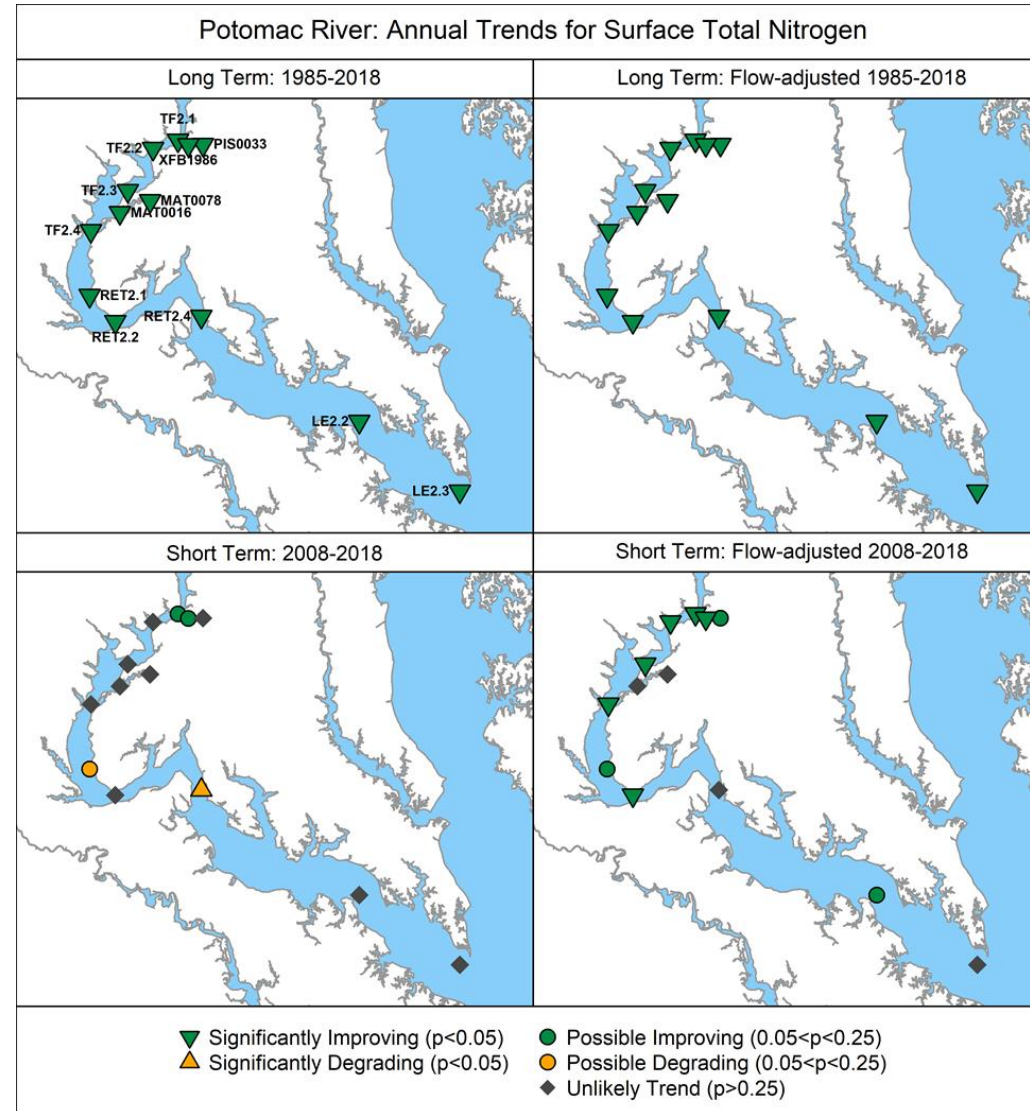 Potomac River: Annual Trends for Surface Total Nitrogen
Long Term: 1985-2018
Long Term: Flow-adjusted 1985-2018
TF2.1
TF2.2
PIS0033
XFB1986
TF2.3
MAT0078
MAT0016
TF2.4
RET2.1
RET2.4
RET2.2
LE2.2
LE2.3
Short Term: 2008-2018
Short Term: Flow-adjusted 2008-2018
Significantly Improving (p<0.05)
Possible Improving (0.05<p<0.25)
Significantly Degrading (p<0.05)
Possible Degrading (0.05<p<0.25)
Unlikely Trend (p>0.25)